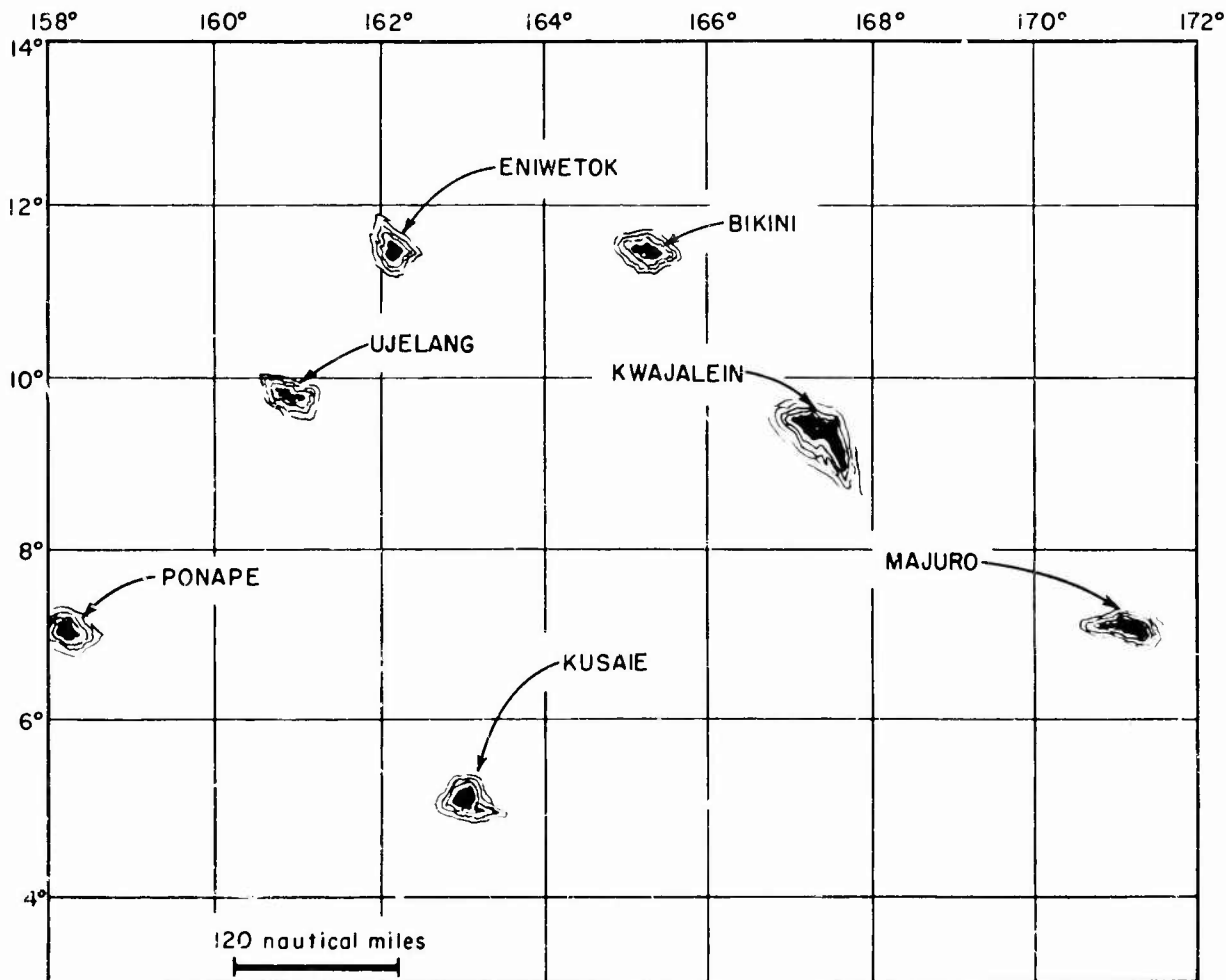 158° 160° 162° 164° 166° 168° 170° 172°
14°
ENIWETOK
12°
BIKINI
UJELANG
10°
KWAJALEIN
8°
MAJURO
PONAPE
KUSAIE
6°
4°
120 nautical miles